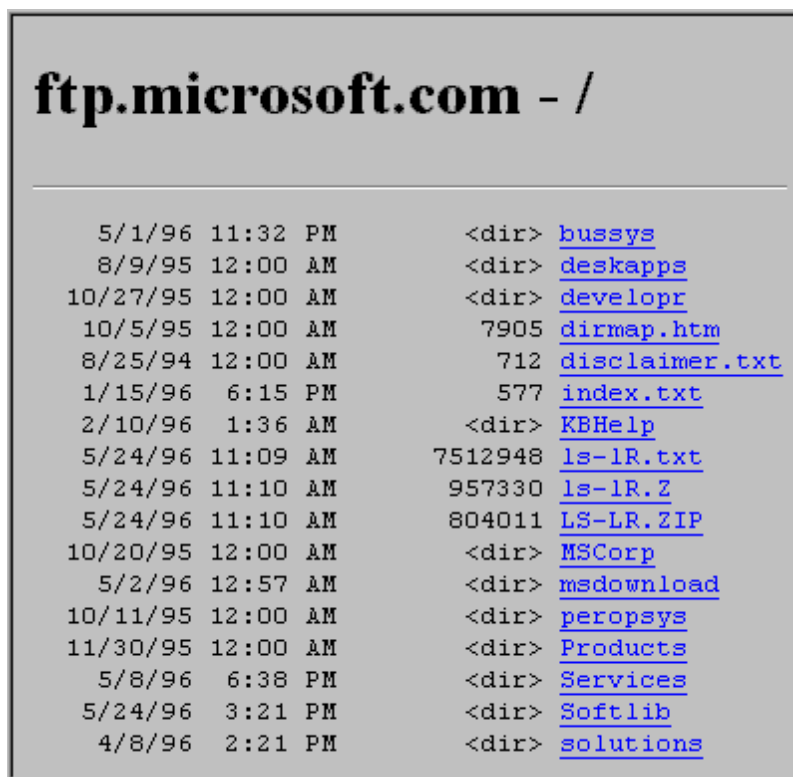 ftp.microsoft.com - /
5/1/96 11:32 PM <dir> bussys
8/9/95 12:00 AM <dir> deskapps
10/27/95 12:00 AM <dir> developr
10/5/95 12:00 AM 7905 dirmap.htm
8/25/94 12:00 AM 712 disclaimer.txt
1/15/96 6:15 PM 577 index.txt
2/10/96 1:36 AM <dir> KBHelp
5/24/96 11:09 AM 7512948 ls-lR.txt
5/24/96 11:10 AM 957330 ls-lR.Z
5/24/96 11:10 AM 804011 LS-LR.ZIP
10/20/95 12:00 AM <dir> MSCorp
5/2/96 12:57 AM <dir> msdownload
10/11/95 12:00 AM <dir> peropsys
11/30/95 12:00 AM <dir> Products
5/8/96 6:38 PM <dir> Services
5/24/96 3:21 PM <dir> Softlib
4/8/96 2:21 PM <dir> solutions